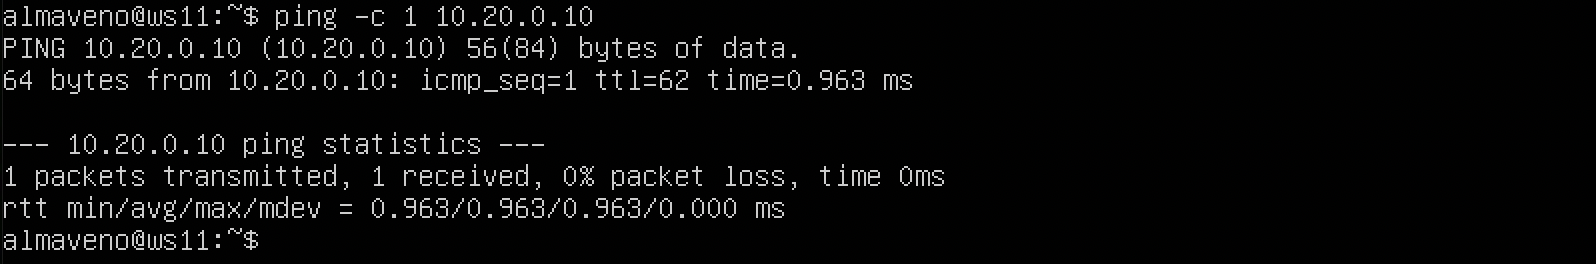 almaveno@ws11:~$ ping -c 1 10.20.0.10
PING 10.20.0.10 (10.20.0.10) 56(84) bytes of data.
64 bytes from 10.20.0.10: icmp_seq=1 ttl=62 time=0.963 ms

--- 10.20.0.10 ping statistics ---
1 packets transmitted, 1 received, 0% packet loss, time 0ms
rtt min/avg/max/mdev = 0.963/0.963/0.963/0.000 ms
almaveno@ws11:~$